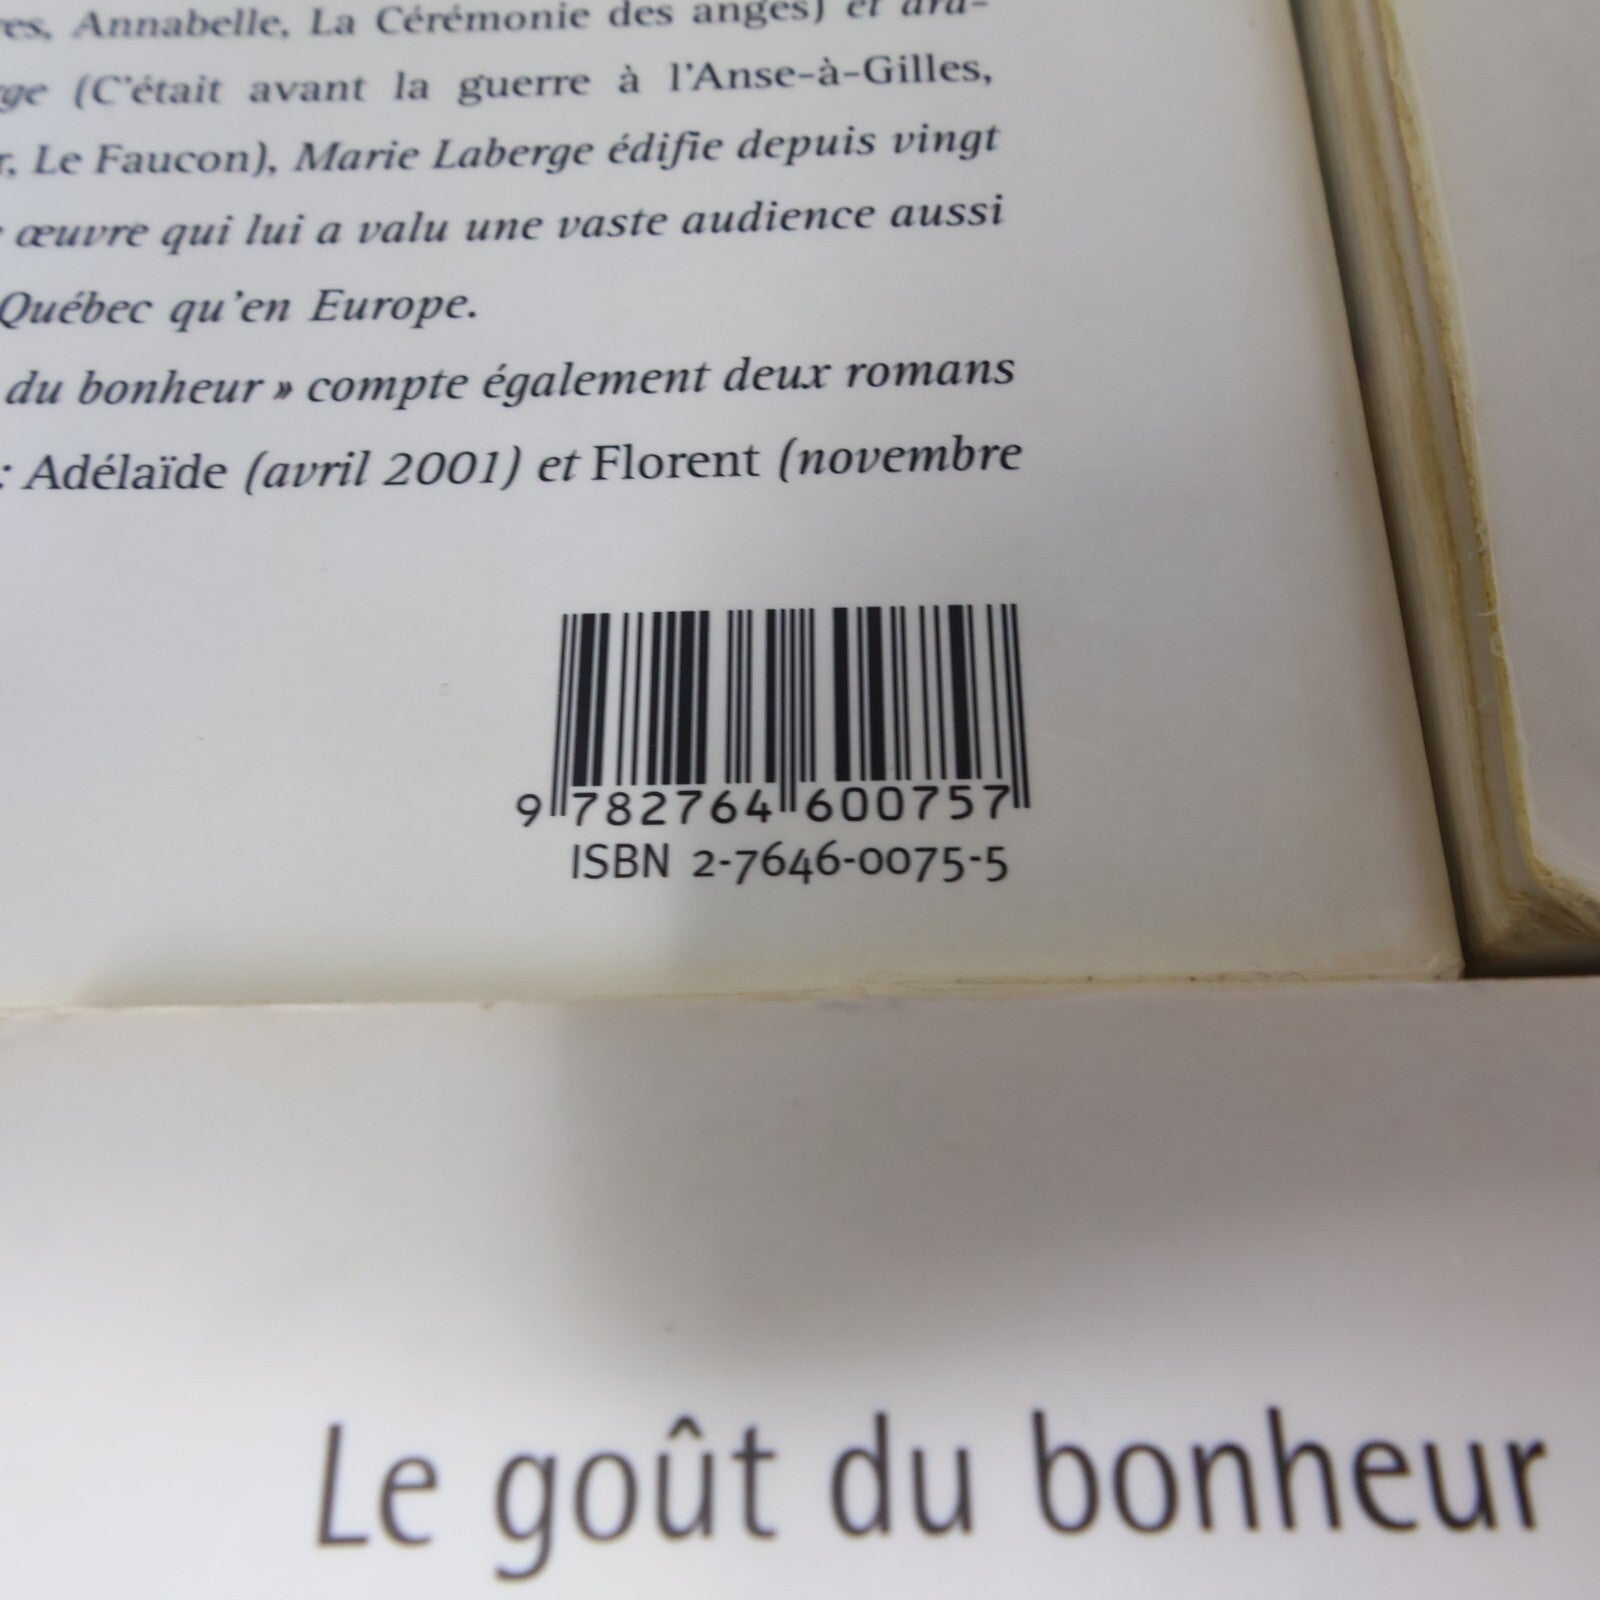 Annabelle, La Cérémonie des anges) et dra-
(C'était avant la guerre à l'Anse-à-Gilles,
Le Faucon), Marie Laberge édifie depuis vingt
œuvre qui lui a valu une vaste audience aussi
Québec qu'en Europe.
du bonheur » compte également deux romans
: Adélaïde (avril 2001) et Florent (novembre
9 782764 600757
ISBN 2-7646-0075-5
Le goût du bonheur